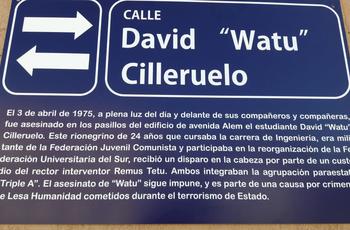 CALLE
David "Watu"
Cilleruelo
El 3 de abril de 1975, a plena luz del día y delante de sus compañeros y compañeras,
fue asesinado en los pasillos del edificio de avenida Alem el estudiante David "Watu"
Cilleruelo. Este rionegrino de 24 años que cursaba la carrera de Ingeniería, era mili
tante de la Federación Juvenil Comunista y participaba en la reorganización de la Fe
deración Universitaria del Sur, recibió un disparo en la cabeza por parte de un custo
dio del rector interventor Remus Tetu. Ambos integraban la agrupación paraestat
Triple A". El asesinato de "Watu" sigue impune, y es parte de una causa por crímen
e Lesa Humanidad cometidos durante el terrorismo de Estado.